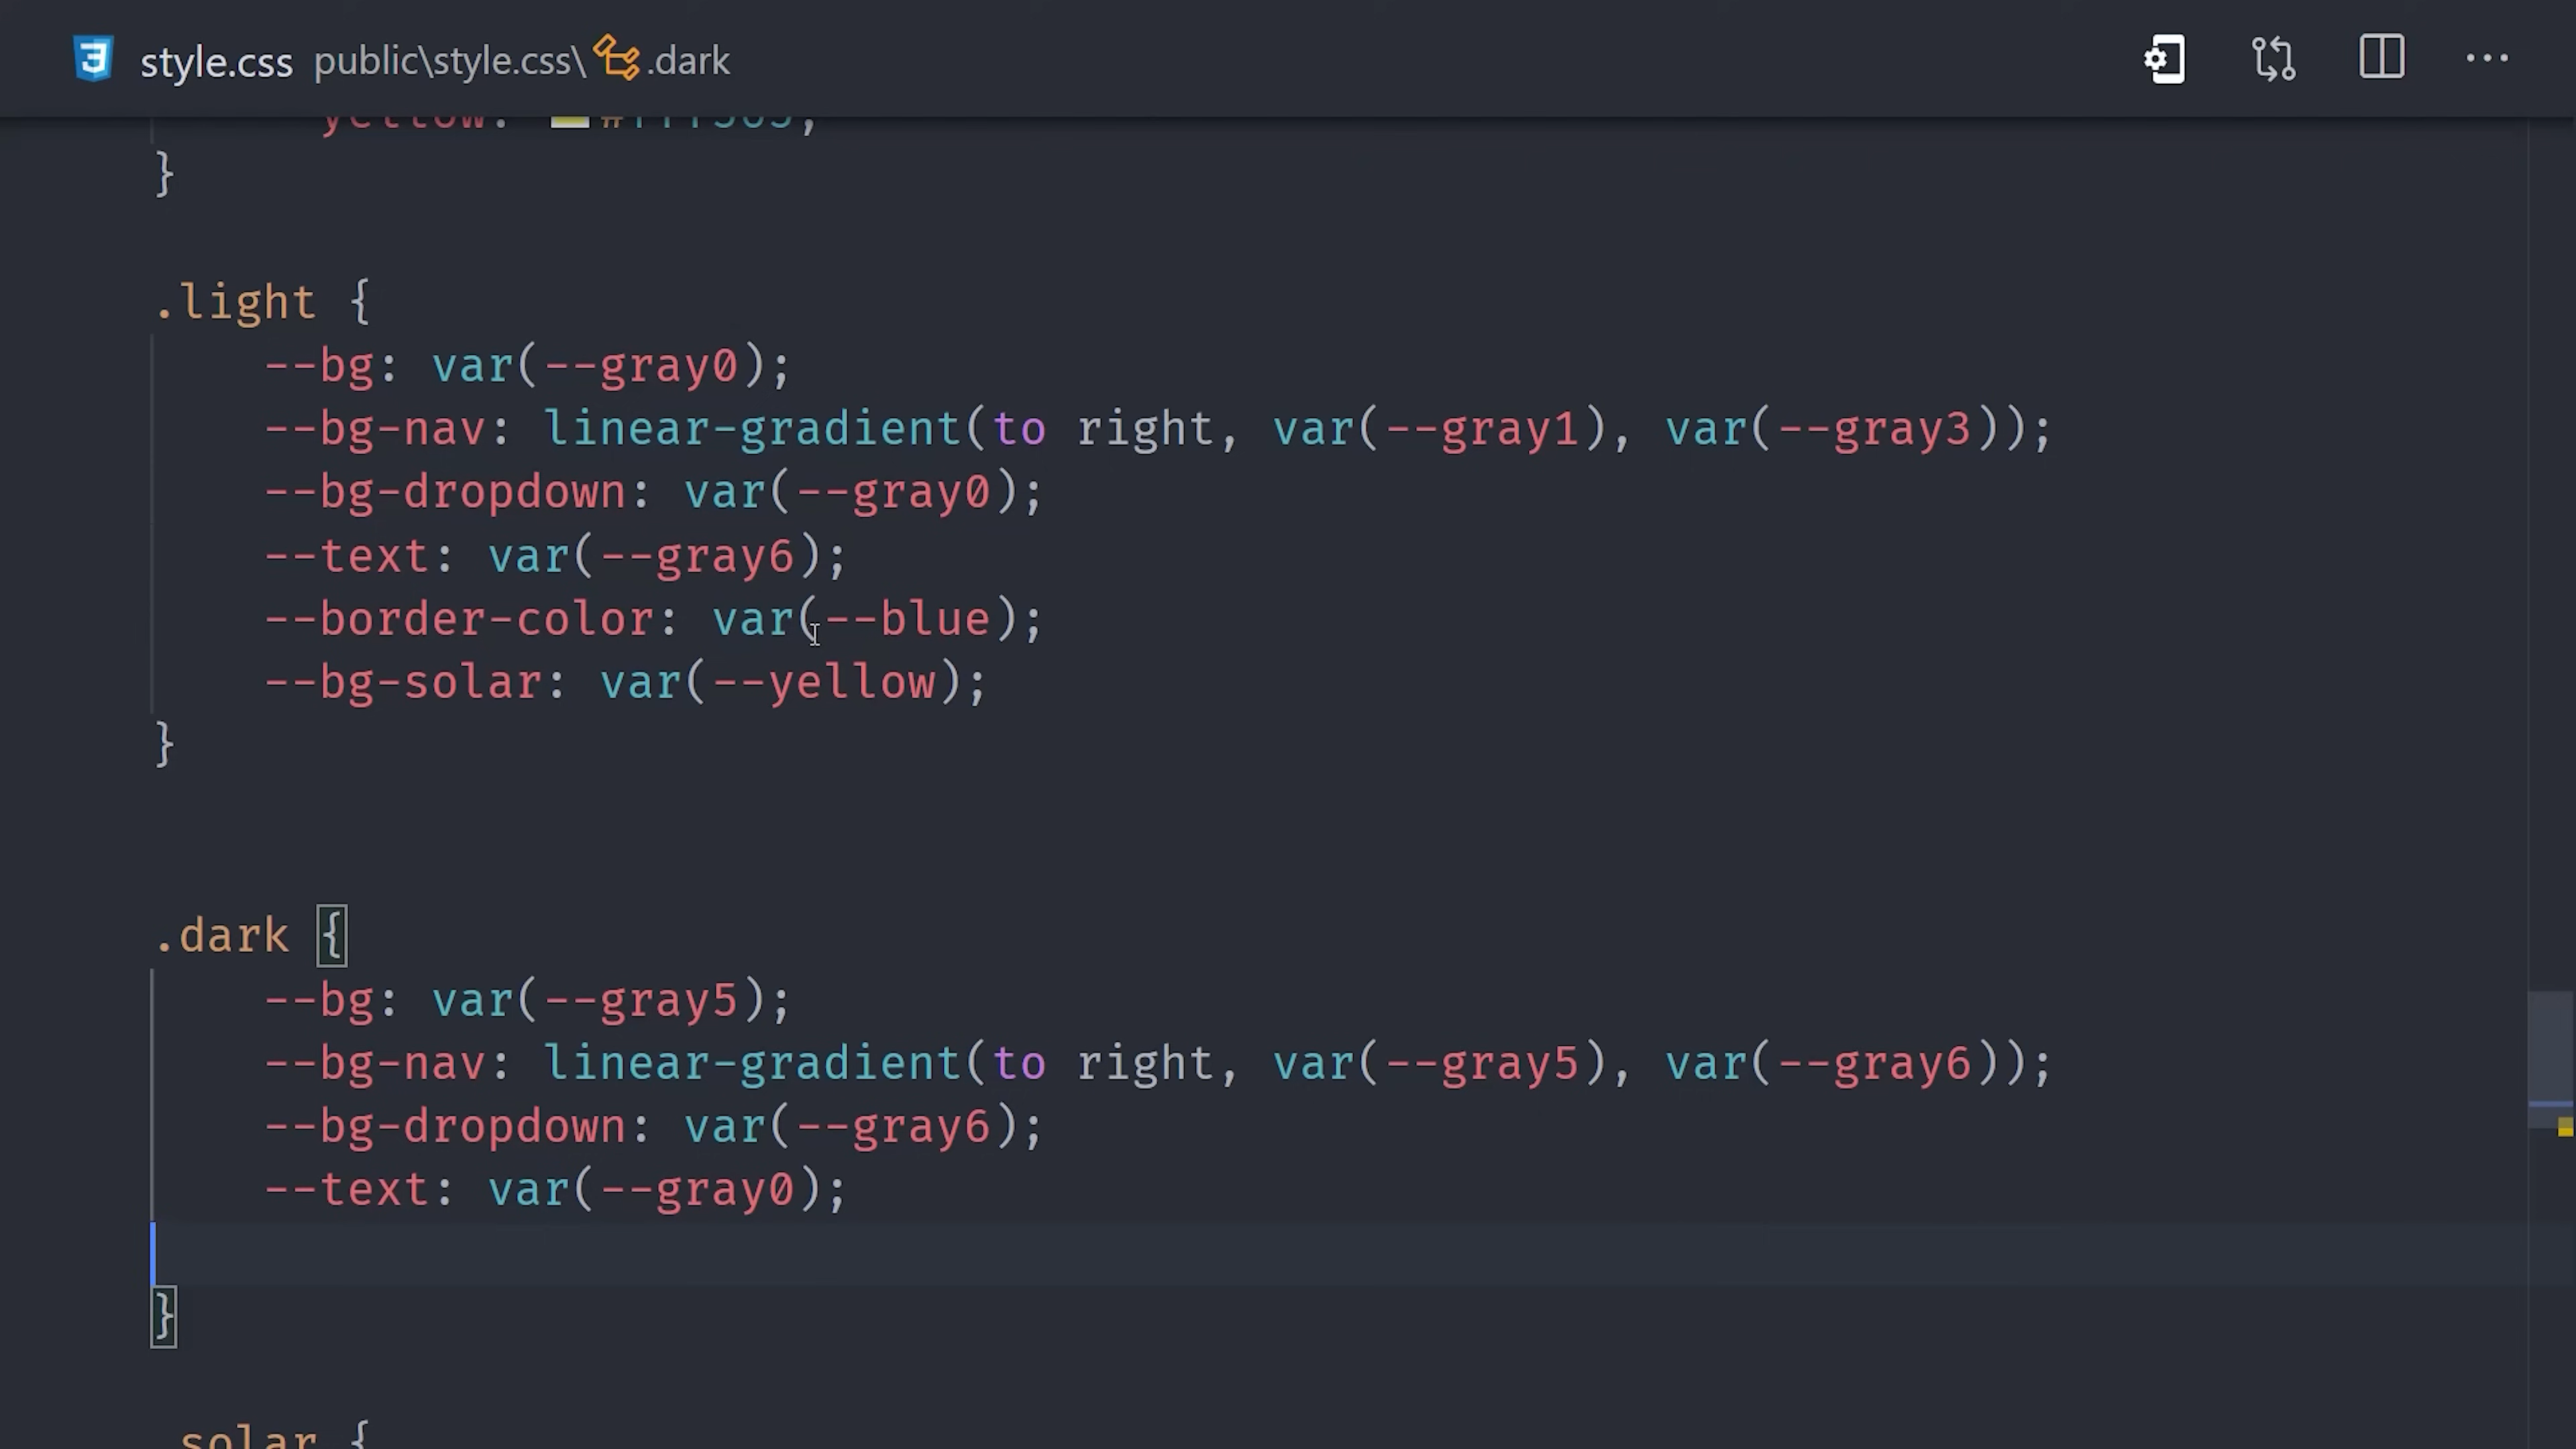 style.css public\style.css\ .dark
yellow:
}
.light {
--bg: var(--gray0);
--bg-nav: linear-gradient(to right, var(--gray1), var(--gray3));
--bg-dropdown: var(--gray0);
--text: var(--gray6);
--border-color: var(--blue);
--bg-solar: var(--yellow);
}
.dark {
--bg: var(--gray5);
--bg-nav: linear-gradient(to right, var(--gray5), var(--gray6));
--bg-dropdown: var(--gray6);
--text: var(--gray0);
}
solar {